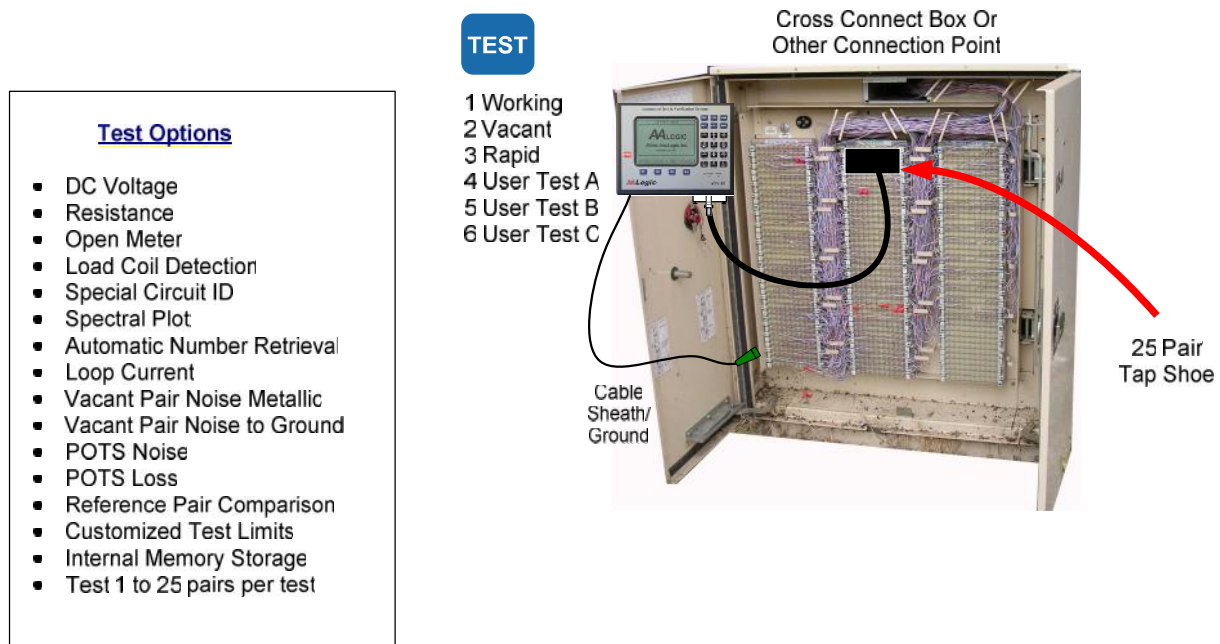 TEST
Cross Connect Box Or
Other Connection Point
1 Working
2 Vacant
3 Rapid
4 User Test A
5 User Test B
6 User Test C
Test Options
DC Voltage
Resistance
Open Meter
Load Coil Detection
Special Circuit ID
Spectral Plot
Automatic Number Retrieval
Loop Current
Vacant Pair Noise Metallic
Vacant Pair Noise to Ground
POTS Noise
POTS Loss
Reference Pair Comparison
Customized Test Limits
Internal Memory Storage
Test 1 to 25 pairs per test
AALOGIC
AALogic
Cable
Sheath/
Ground
25 Pair
Tap Shoe